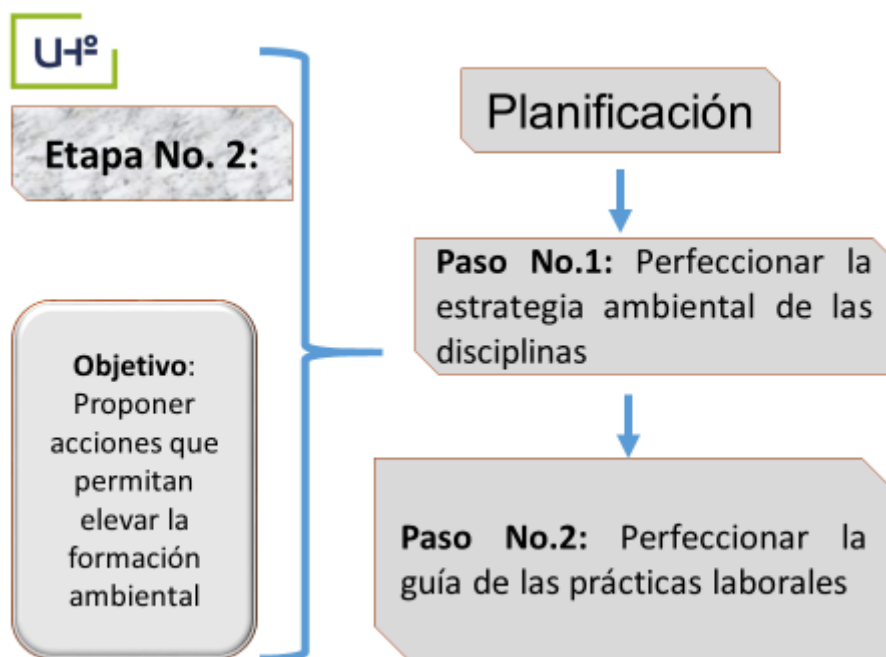 UHº
Etapa No. 2:
Objetivo:
Proponer
acciones que
permitan
elevar la
formación
ambiental
Planificación
Paso No.1: Perfeccionar la
estrategia ambiental de las
disciplinas
Paso No.2: Perfeccionar la
guía de las prácticas laborales